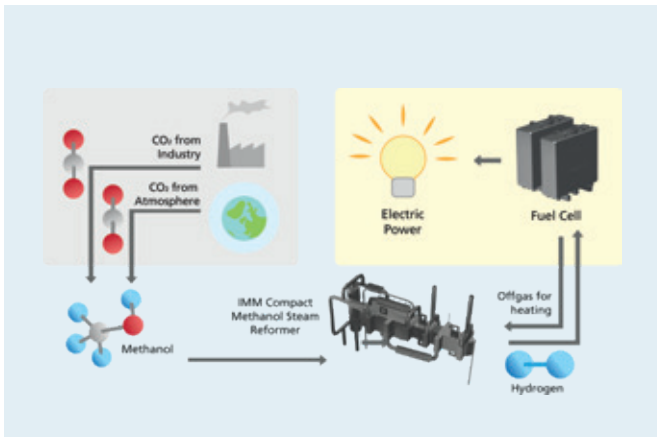 CO₂ from
Industry
CO₂ from
Atmosphere
Electric
Power
Fuel Cell
IMM Compact
Methanol Steam
Reformer
Offgas for
heating
Methanol
Hydrogen